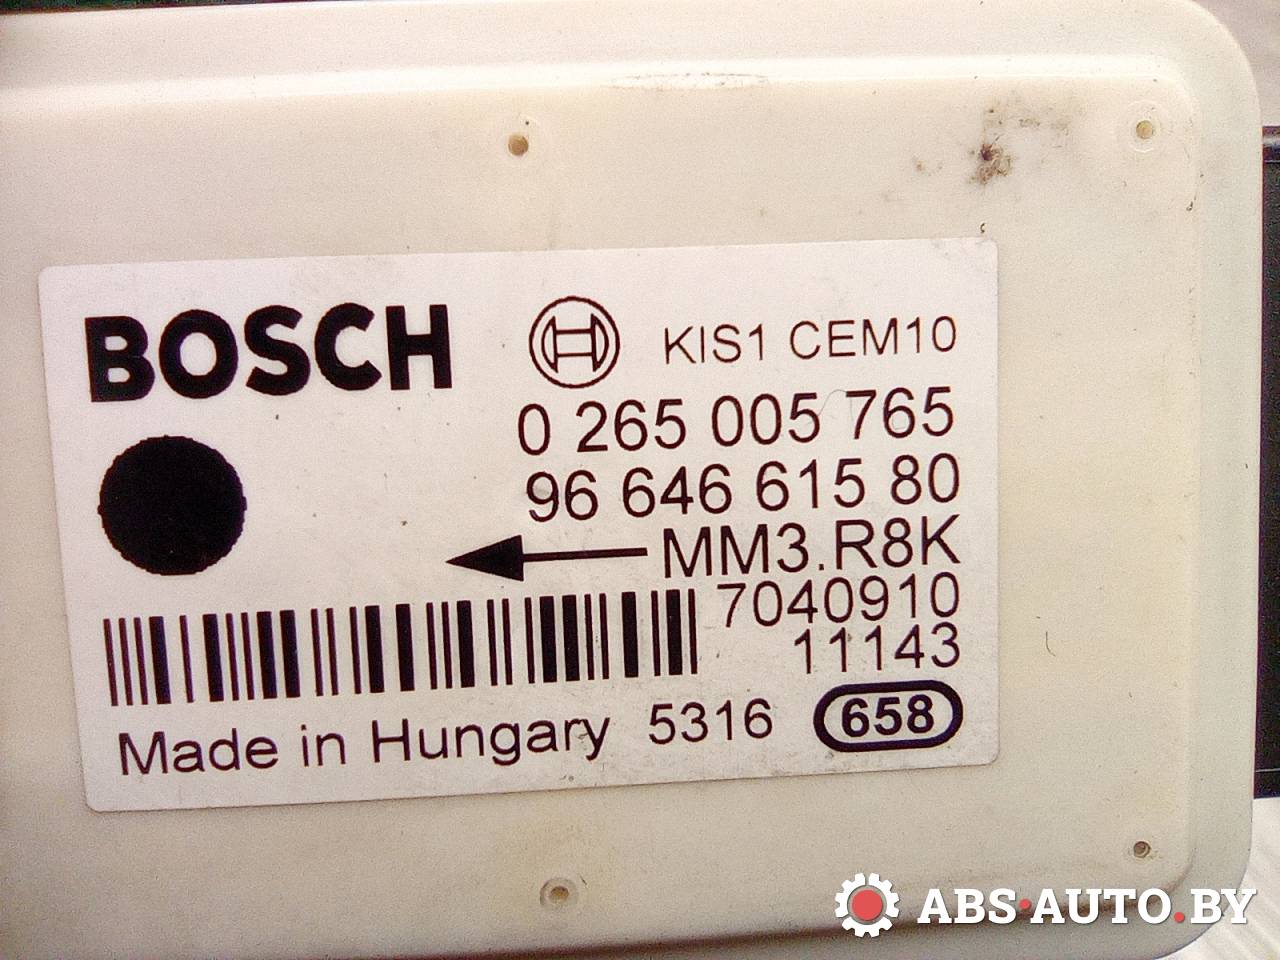 BOSCH KIS1 CEM10
0 265 005 765
96 646 615 80
MM3.R8K
7040910
11143
Made in Hungary 5316 658
ABS·AUTO.BY